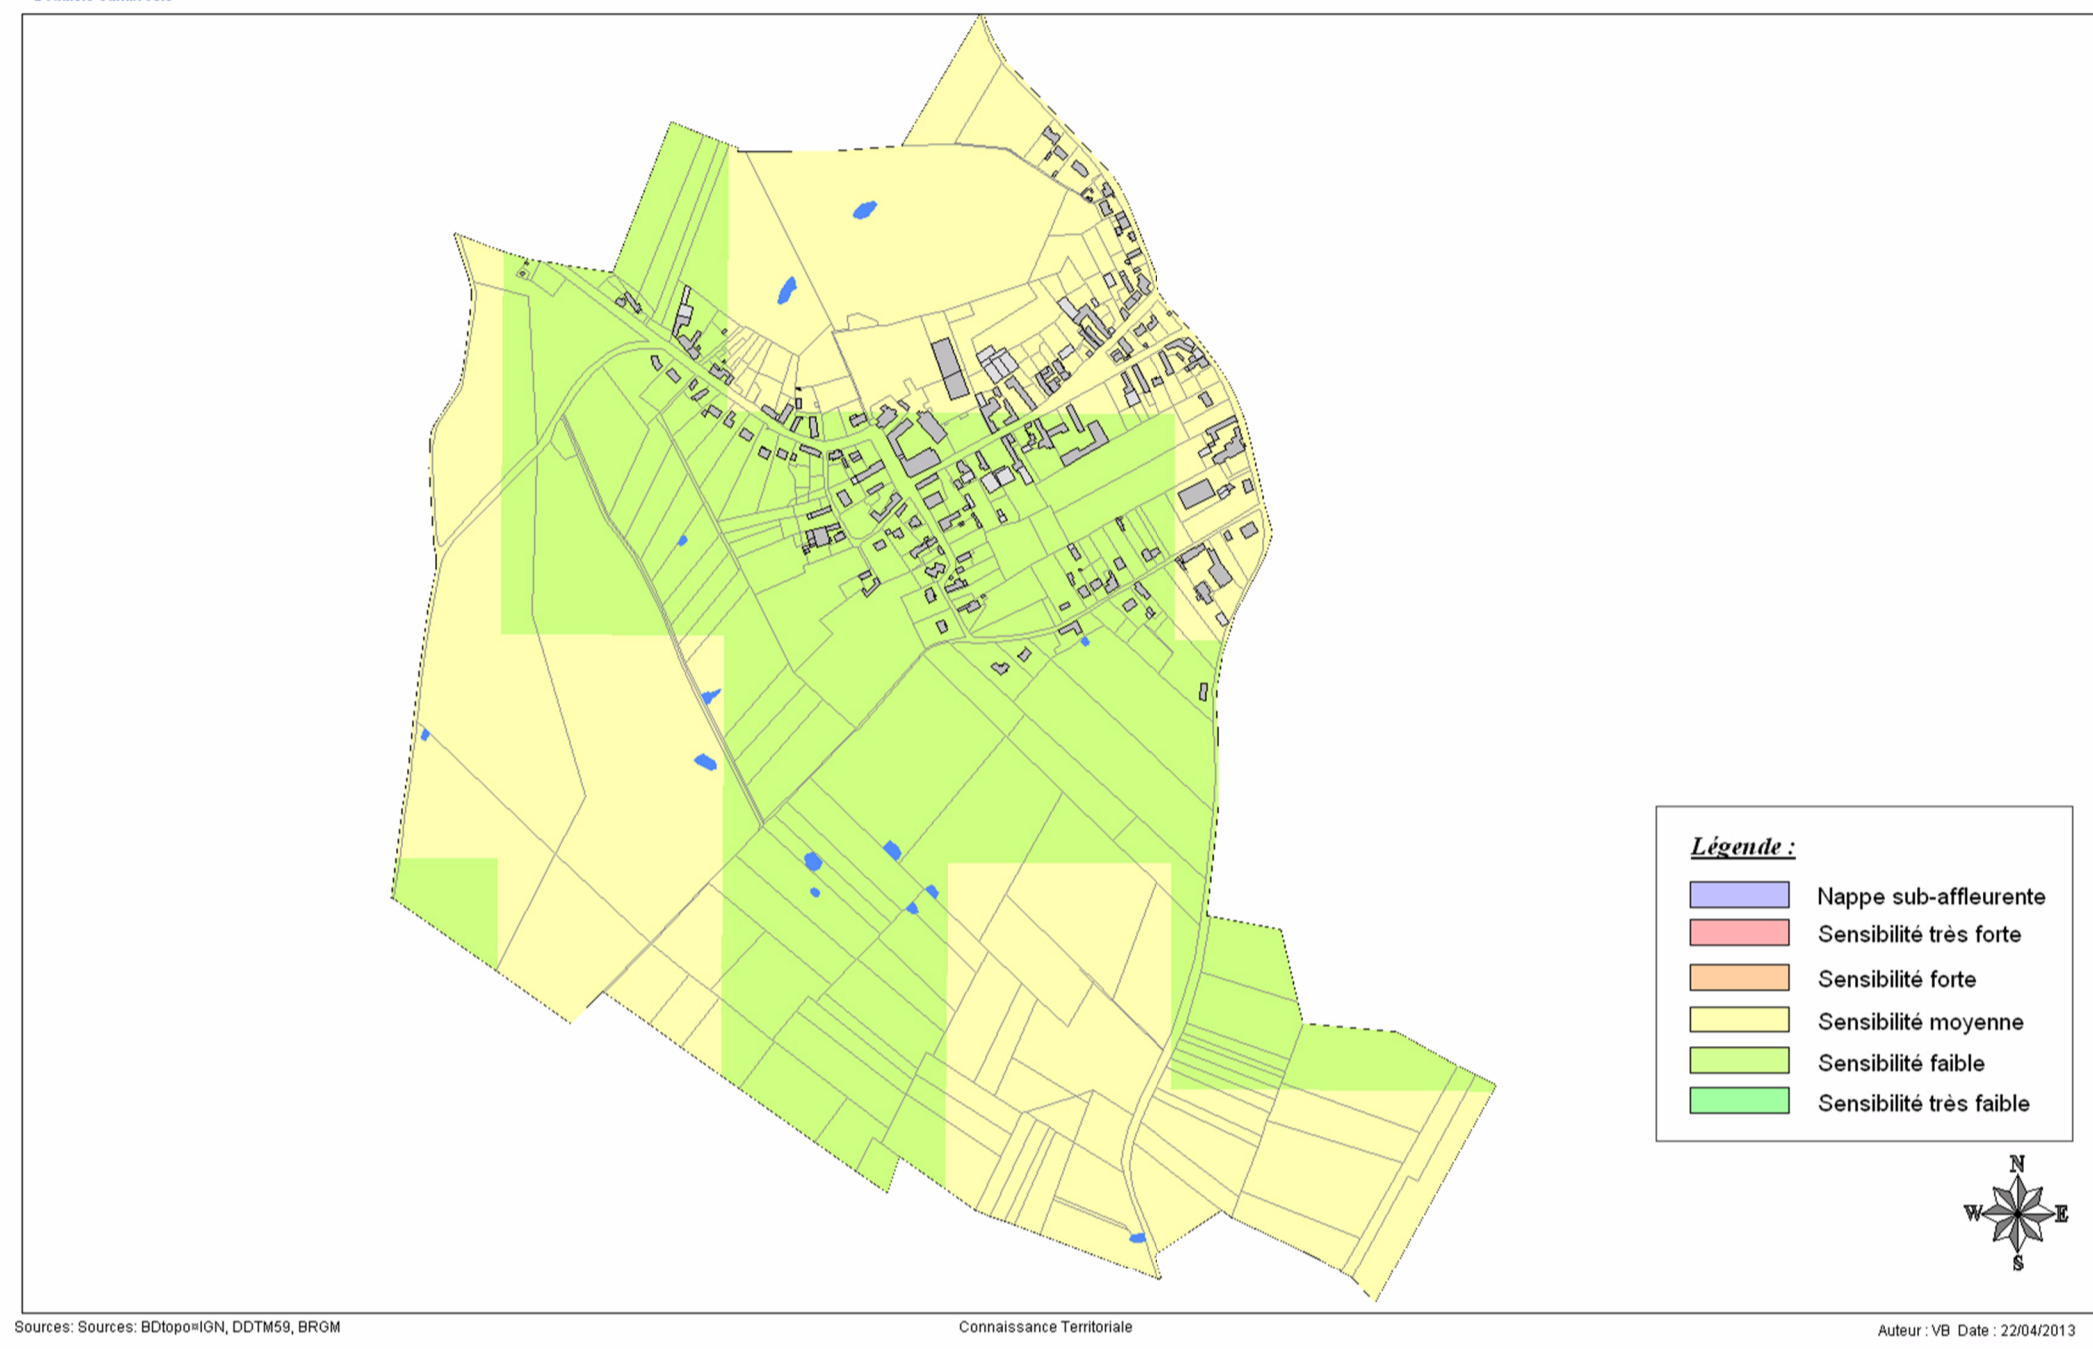 Légende :
Nappe sub-affleurente
Sensibilité très forte
Sensibilité forte
Sensibilité moyenne
Sensibilité faible
Sensibilité très faible
N
W E
S
Sources: Sources: BDtopo¤IGN, DDTM59, BRGM
Connaissance Territoriale
Auteur : VB Date : 22/04/2013